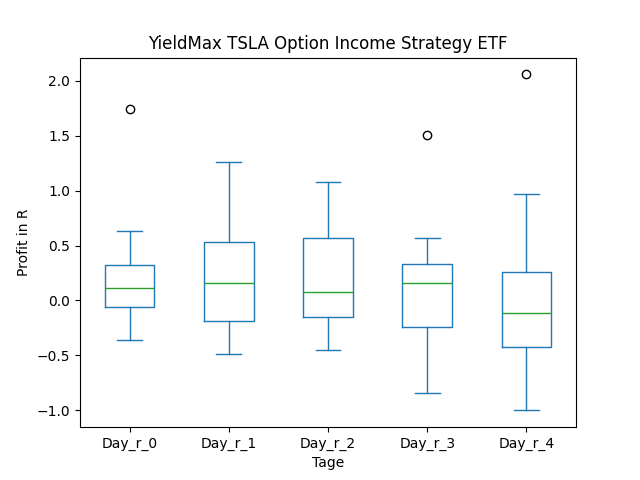 YieldMax TSLA Option Income Strategy ETF
Profit in R
2.0
1.5
1.0
0.5
0.0
−0.5
−1.0
Day_r_0 Day_r_1 Day_r_2 Day_r_3 Day_r_4
Tage